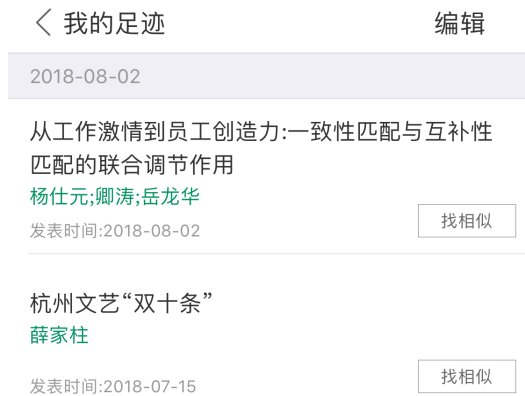 我的足迹 编辑
2018-08-02
从工作激情到员工创造力:一致性匹配与互补性
匹配的联合调节作用
杨仕元;卿涛;岳龙华
发表时间:2018-08-02 找相似
杭州文艺“双十条”
薛家柱
发表时间:2018-07-15 找相似